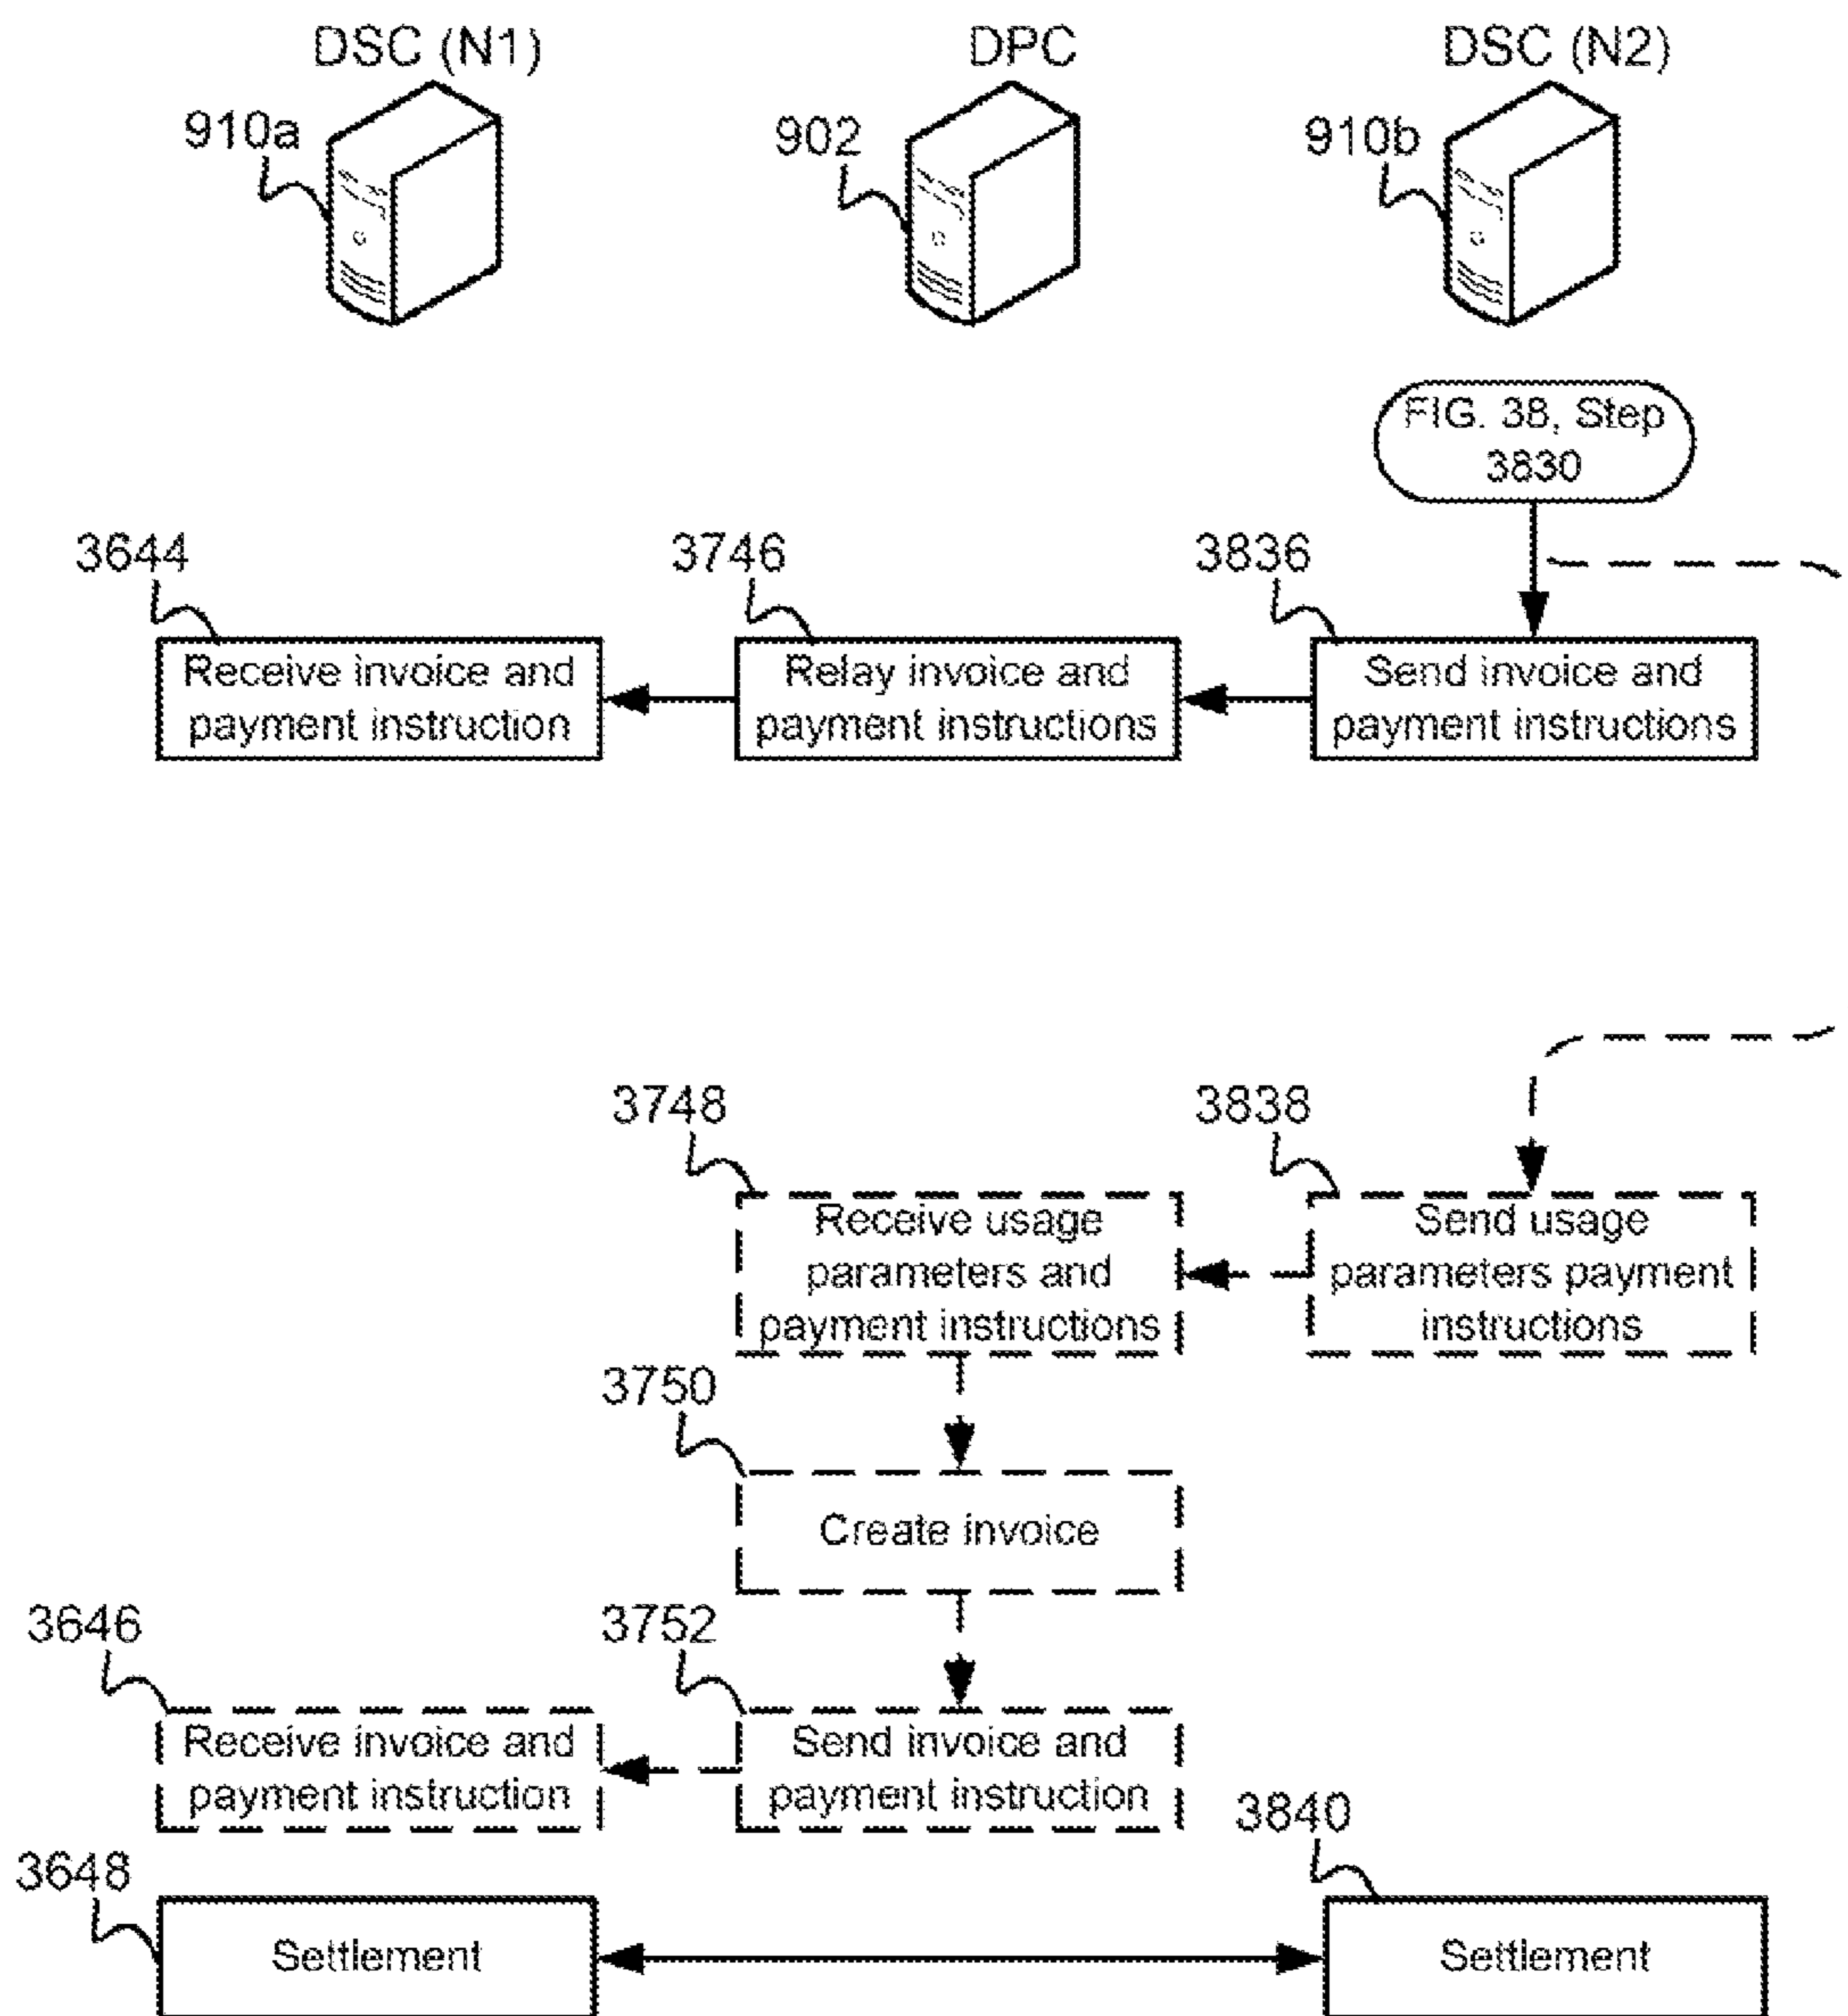 DSC (N1)
DPC
DSC (N2)
910a
902
910b
FIG. 38, Step
3830
3644
3746
3836
Receive invoice and
payment instruction
Relay invoice and
payment instructions
Send invoice and
payment instructions
3748
3838
Receive usage
parameters and
payment instructions
Send usage
parameters payment
instructions
3750
Create invoice
3646
3752
Receive invoice and
payment instruction
Send invoice and
payment instruction
3648
3840
Settlement
Settlement